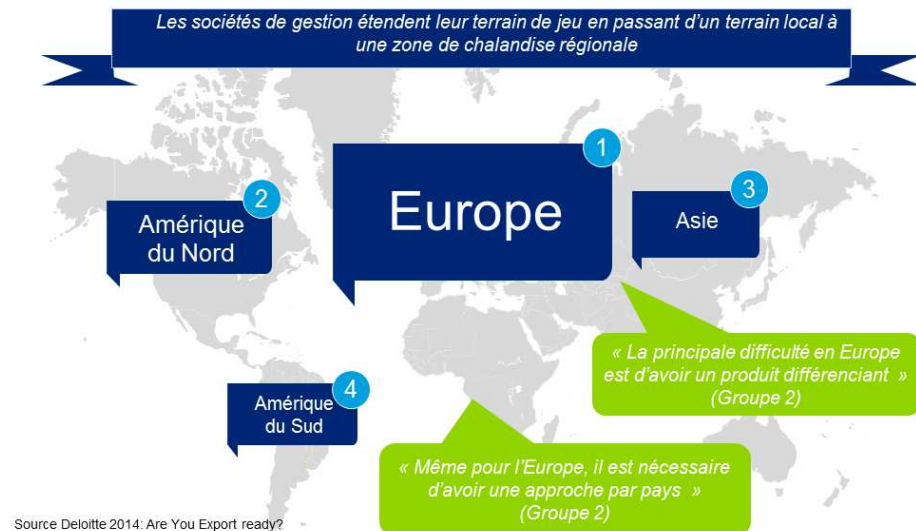 Les sociétés de gestion étendent leur terrain de jeu en passant d'un terrain local à
une zone de chalandise régionale
1
Europe
2
Amérique
du Nord
3
Asie
« La principale difficulté en Europe
est d'avoir un produit différenciant »
(Groupe 2)
4
Amérique
du Sud
« Même pour l'Europe, il est nécessaire
d'avoir une approche par pays »
(Groupe 2)
Source Deloitte 2014: Are You Export ready?